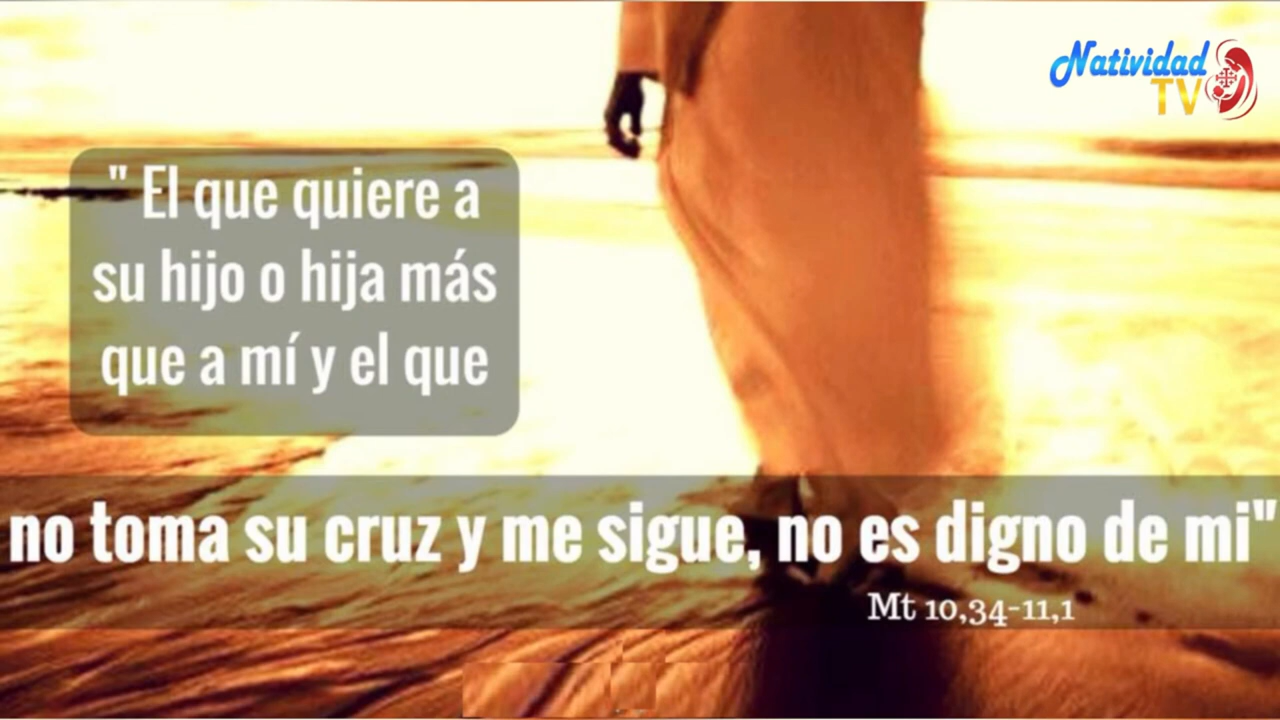 Natividad
TV
" El que quiere a
su hijo o hija más
que a mí y el que
no toma su cruz y me sigue, no es digno de mi"
Mt 10,34-11,1